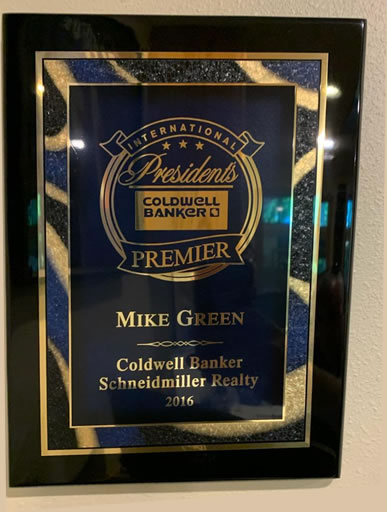 INTERNATIONAL
Presidents
COLDWELL
BANKER
PREMIER
MIKE GREEN
Coldwell Banker
Schneidmiller Realty
2016